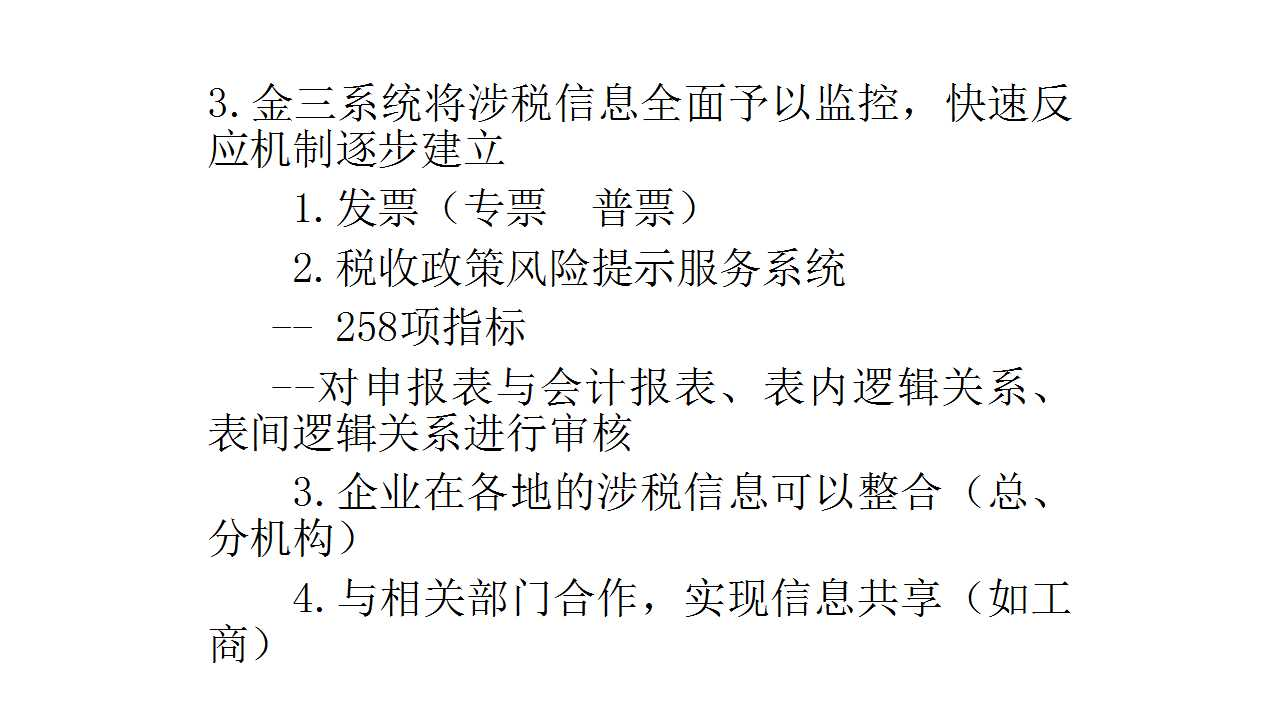 3.金三系统将涉税信息全面予以监控，快速反
应机制逐步建立
1.发票（专票　普票）
2.税收政策风险提示服务系统
-- 258项指标
--对申报表与会计报表、表内逻辑关系、
表间逻辑关系进行审核
3.企业在各地的涉税信息可以整合（总、
分机构）
4.与相关部门合作，实现信息共享（如工
商）